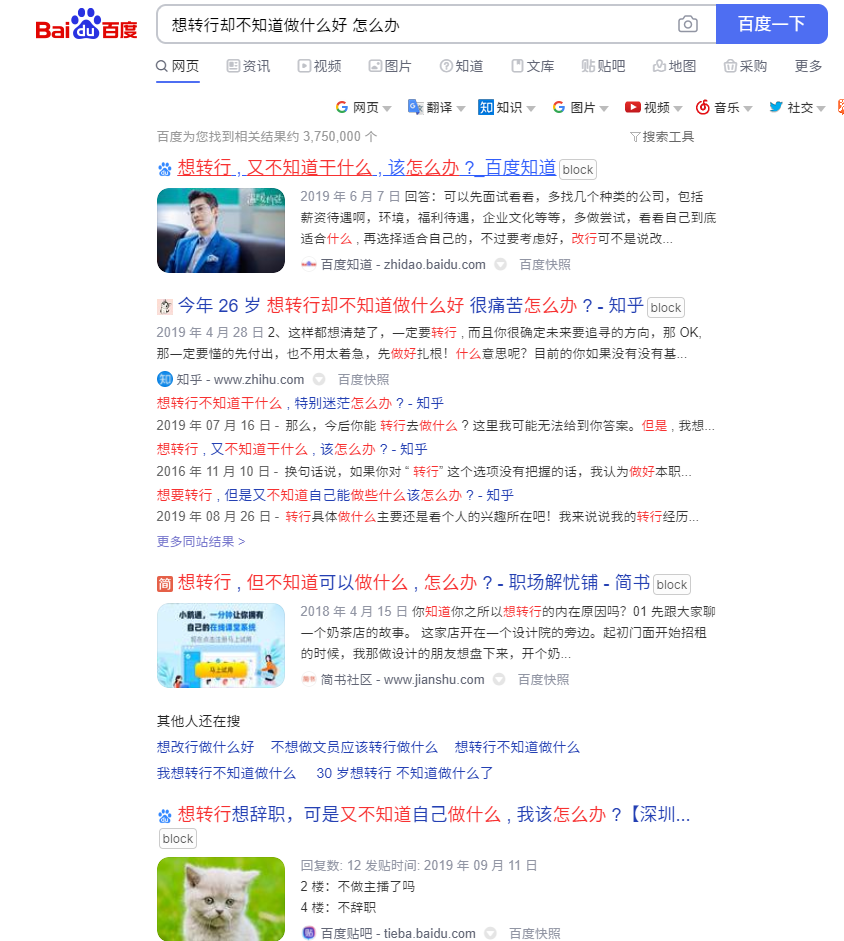 Bai du 百度
想转行却不知道做什么好 怎么办
百度一下
网页 资讯 视频 图片 知道 文库 贴吧 地图 采购 更多
网页 翻译 知识 图片 视频 音乐 社交
百度为您找到相关结果约 3,750,000 个 搜索工具
想转行 , 又不知道干什么 , 该怎么办 ?_百度知道 block
2019 年 6 月 7 日 回答：可以先面试看看，多找几个种类的公司，包括
薪资待遇啊，环境，福利待遇，企业文化等等，多做尝试，看看自己到底
适合什么 , 再选择适合自己的，不过要考虑好，改行可不是说改...
百度知道 - zhidao.baidu.com 百度快照
今年 26 岁 想转行却不知道做什么好 很痛苦怎么办 ? - 知乎 block
2019 年 4 月 28 日 2、这样都想清楚了，一定要转行 , 而且你很确定未来要追寻的方向，那 OK,
那一定要懂的先付出，也不用太着急，先做好扎根！什么意思呢？目前的你如果没有没有基...
知乎 - www.zhihu.com 百度快照
想转行不知道干什么 , 特别迷茫怎么办 ? - 知乎
2019 年 07 月 16 日 - 那么，今后你能 转行去做什么 ? 这里我可能无法给到你答案。但是 , 我想...
想转行 , 又不知道干什么 , 该怎么办 ? - 知乎
2016 年 11 月 10 日 - 换句话说，如果你对 “ 转行” 这个选项没有把握的话，我认为做好本职...
想要转行 , 但是又不知道自己能做些什么该怎么办 ? - 知乎
2019 年 08 月 26 日 - 转行具体做什么主要还是看个人的兴趣所在吧！我来说说我的转行经历...
更多同站结果 >
简 想转行 , 但不知道可以做什么 , 怎么办 ? - 职场解忧铺 - 简书 block
小鹅通，一分钟让你拥有
自己的在线课堂系统
现在点击注册马上试用
马上试用
2018 年 4 月 15 日 你知道你之所以想转行的内在原因吗？01 先跟大家聊
一个奶茶店的故事。 这家店开在一个设计院的旁边。起初门面开始招租
的时候，我那做设计的朋友想盘下来，开个奶...
简书社区 - www.jianshu.com 百度快照
其他人还在搜
想改行做什么好 不想做文员应该转行做什么 想转行不知道做什么
我想转行不知道做什么 30 岁想转行 不知道做什么了
想转行想辞职，可是又不知道自己做什么 , 我该怎么办 ?【深圳...
block
回复数: 12 发贴时间: 2019 年 09 月 11 日
2 楼：不做主播了吗
4 楼：不辞职
百度贴吧 - tieba.baidu.com 百度快照